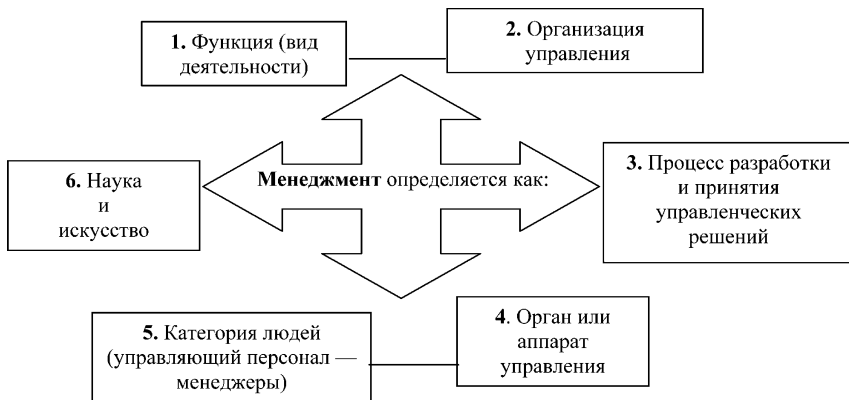 1. Функция (вид
деятельности)
2. Организация
управления
6. Наука
и
искусство
Менеджмент определяется как:
3. Процесс разработки
и принятия
управленческих
решений
5. Категория людей
(управляющий персонал —
менеджеры)
4. Орган или
аппарат
управления